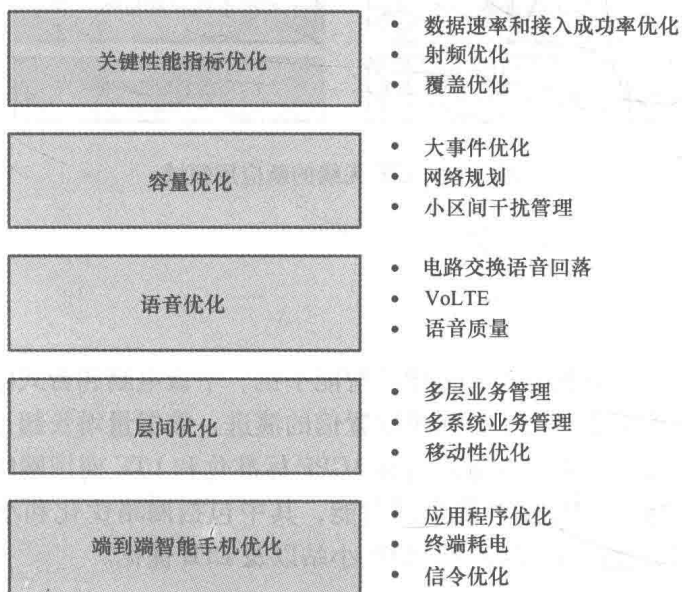 关键性能指标优化
• 数据速率和接入成功率优化
• 射频优化
• 覆盖优化
容量优化
• 大事件优化
• 网络规划
• 小区间干扰管理
语音优化
• 电路交换语音回落
• VoLTE
• 语音质量
层间优化
• 多层业务管理
• 多系统业务管理
• 移动性优化
端到端智能手机优化
• 应用程序优化
• 终端耗电
• 信令优化